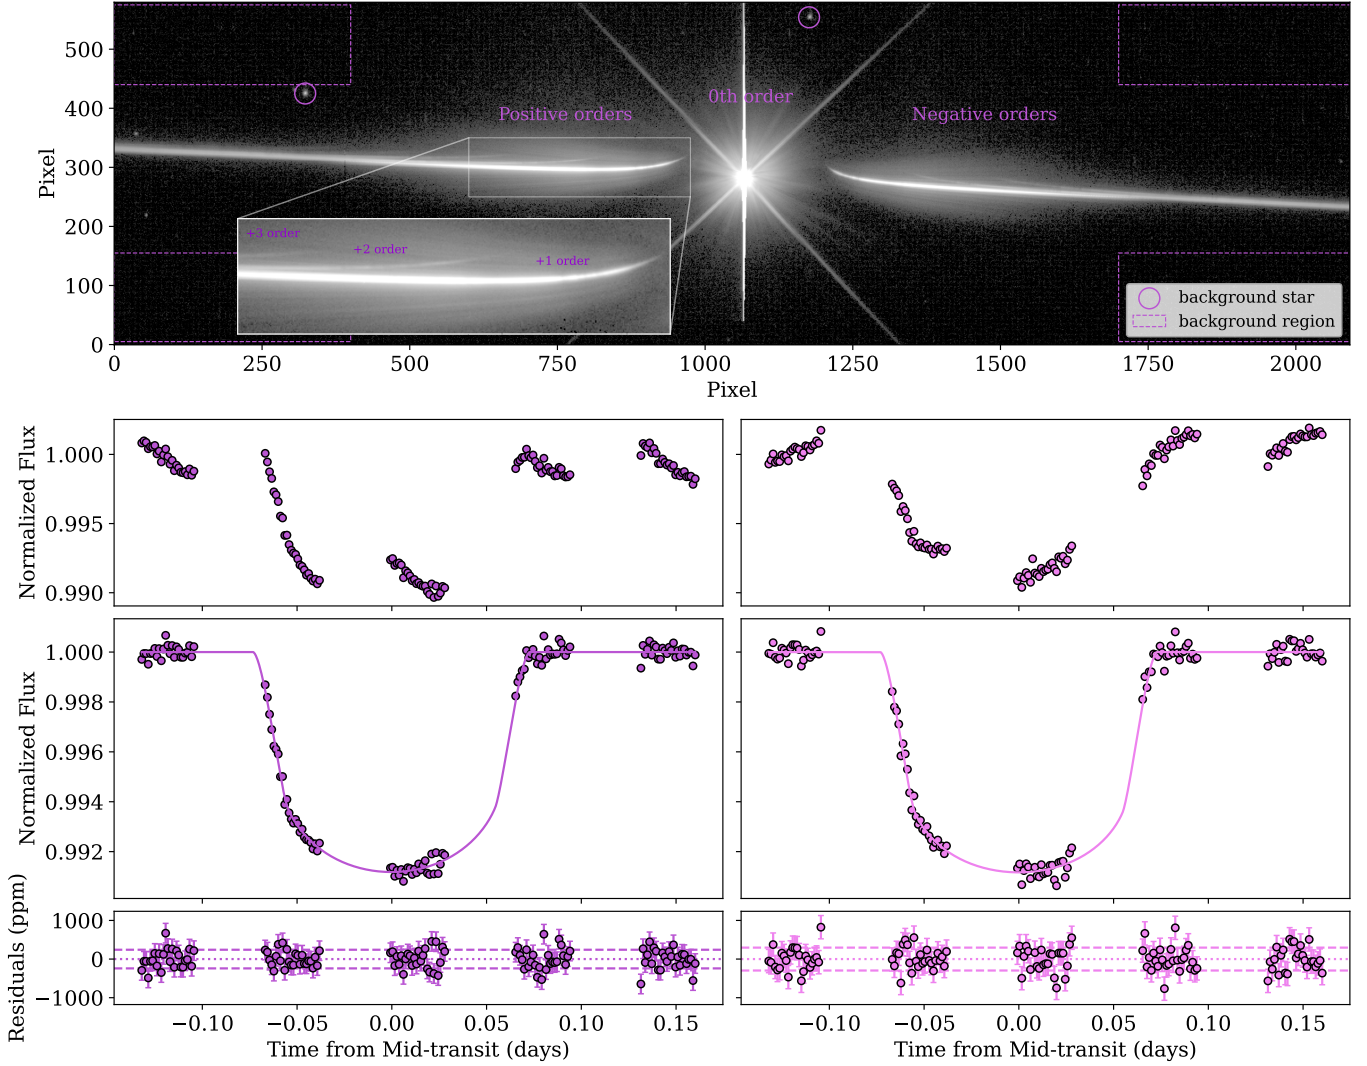 500
400
300
200
100
0
Pixel
0th order
Positive orders
Negative orders
+3 order
+2 order
+1 order
background star
background region
0
250
500
750
1000
1250
1500
1750
2000
Pixel
Normalized Flux
1.000
0.995
0.990
Normalized Flux
1.000
0.998
0.996
0.994
0.992
Residuals (ppm)
1000
0
−1000
−0.10
−0.05
0.00
0.05
0.10
0.15
Time from Mid-transit (days)
−0.10
−0.05
0.00
0.05
0.10
0.15
Time from Mid-transit (days)